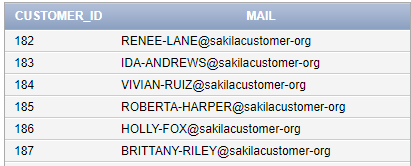 CUSTOMER_ID MAIL
182 RENEE-LANE@sakilacustomer-org
183 IDA-ANDREWS@sakilacustomer-org
184 VIVIAN-RUIZ@sakilacustomer-org
185 ROBERTA-HARPER@sakilacustomer-org
186 HOLLY-FOX@sakilacustomer-org
187 BRITTANY-RILEY@sakilacustomer-org